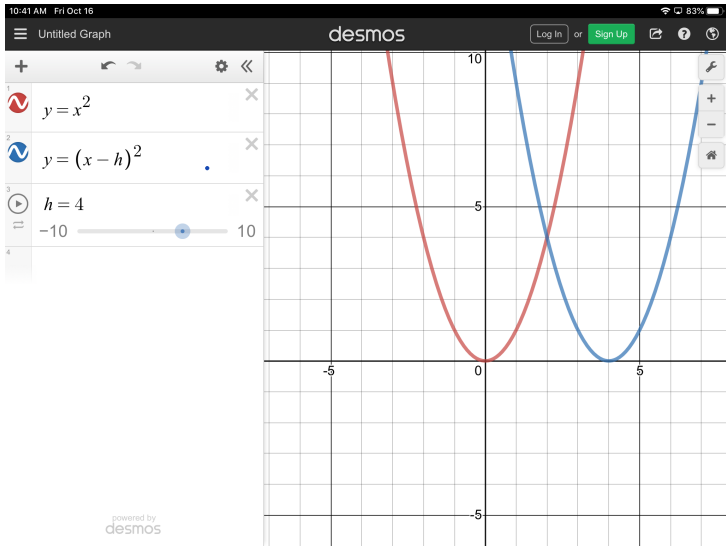 10:41 AM Fri Oct 16 83%
Untitled Graph desmos Log In or Sign Up
1
y = x²
2
y = (x − h)²
3
h = 4
−10 10
4
powered by
desmos
10
5
-5 0 5
-5